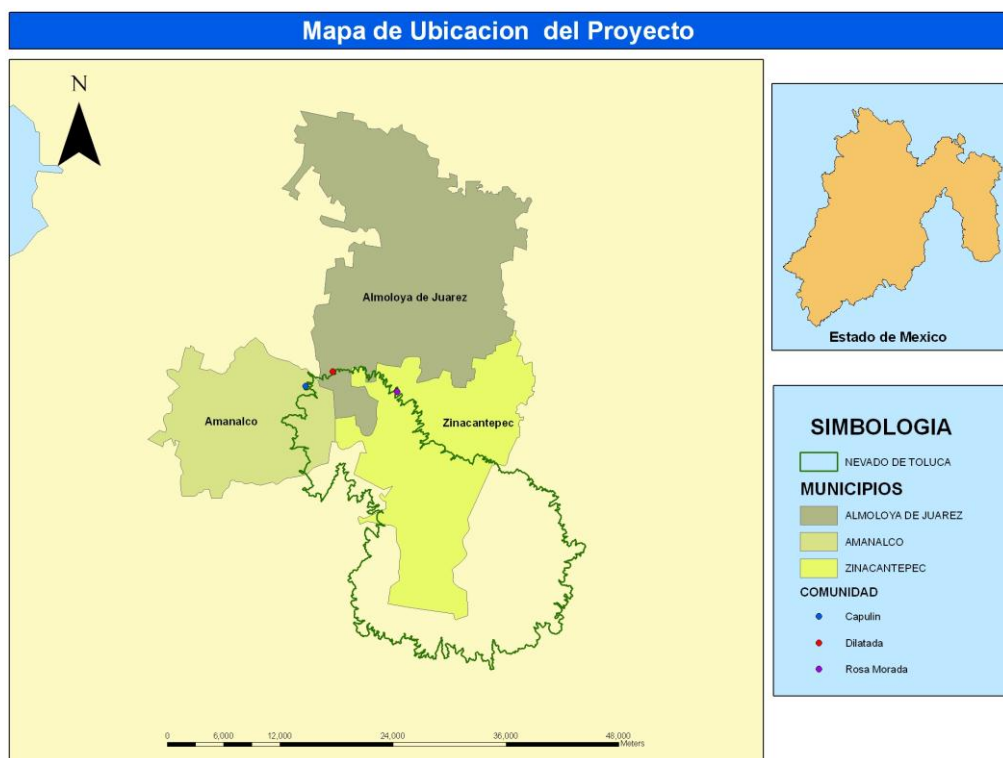 Mapa de Ubicacion del Proyecto
N
Almoloya de Juarez
Amanalco
Zinacantepec
0 6,000 12,000 24,000 36,000 48,000
Meters
Estado de Mexico
SIMBOLOGIA
NEVADO DE TOLUCA
MUNICIPIOS
ALMOLOYA DE JUAREZ
AMANALCO
ZINACANTEPEC
COMUNIDAD
Capulin
Dilatada
Rosa Morada